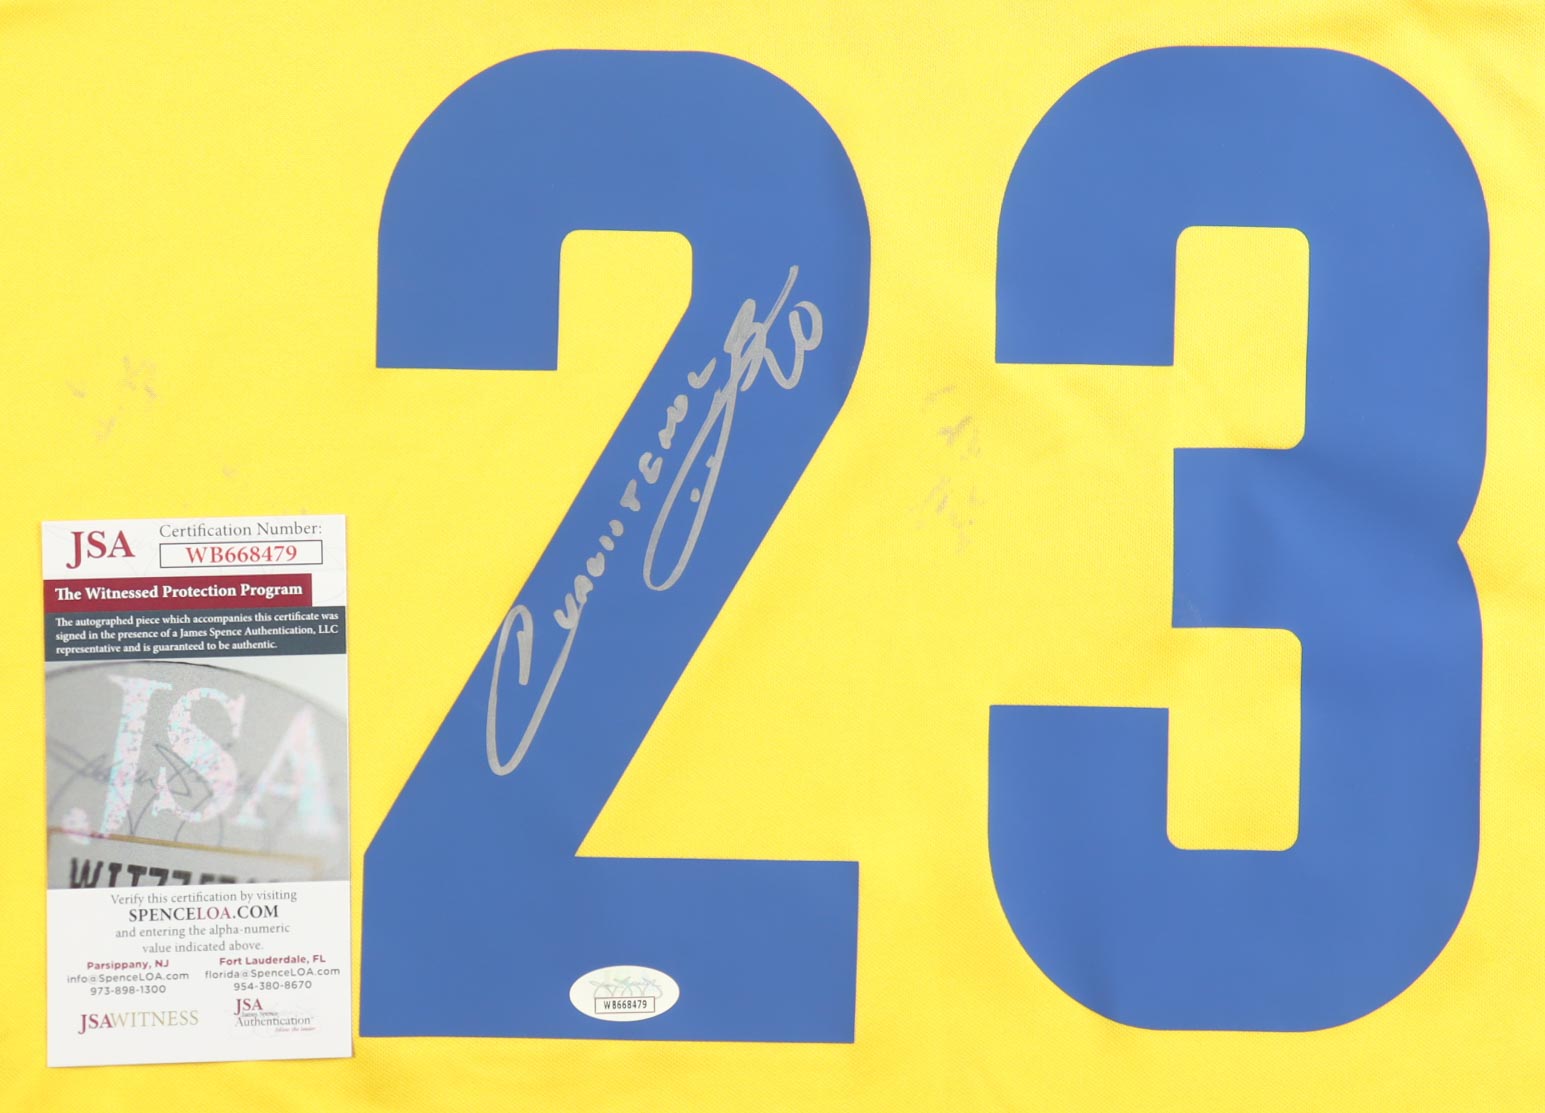 23
JSA
Certification Number:
WB668479
The Witnessed Protection Program
The autographed piece which accompanies this certificate was
signed in the presence of a James Spence Authentication, LLC
representative and is guaranteed to be authentic.
JSA
Verify this certification by visiting
SPENCELOA.COM
and entering the alpha-numeric
value indicated above.
Parsippany, NJ
info@SpenceLOA.com
973-898-1300
Fort Lauderdale, FL
florida@SpenceLOA.com
954-380-8670
JSAWITNESS
JSA
James Spence
Authentication
WB668479